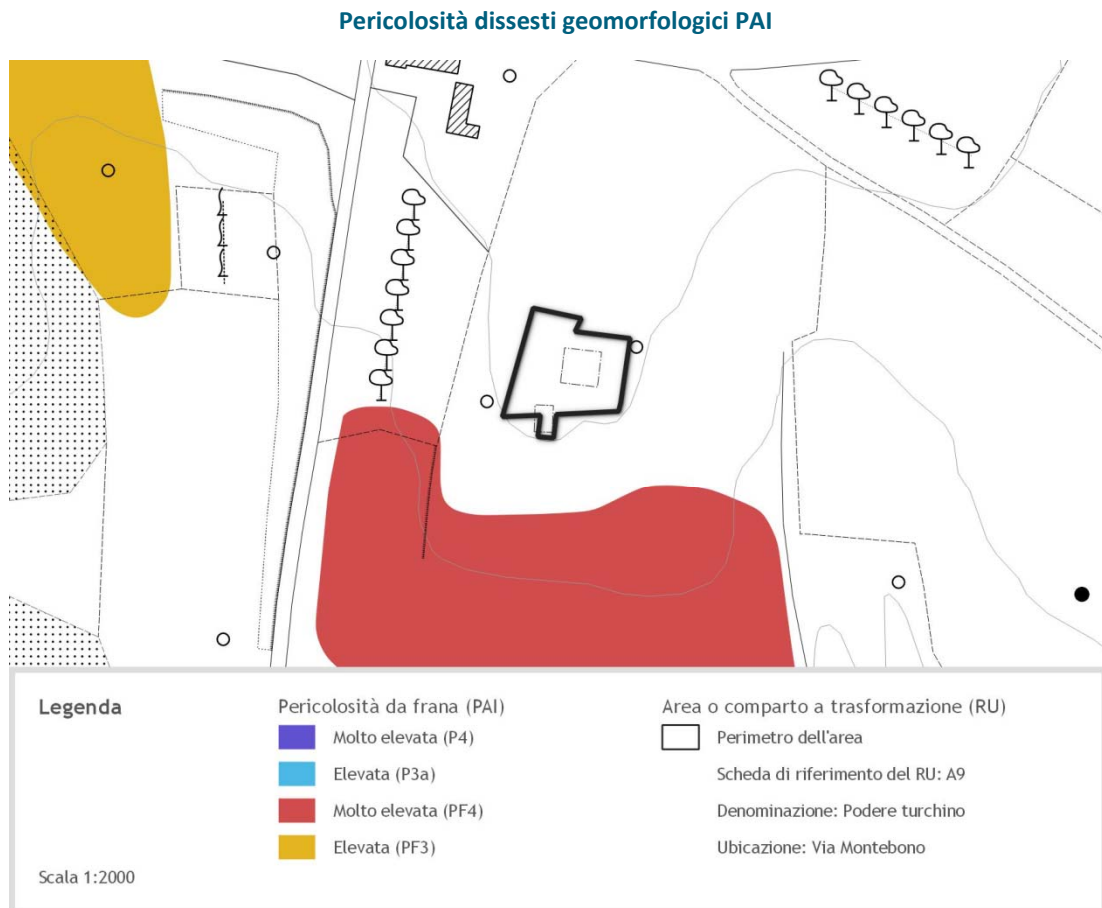 Pericolosità dissesti geomorfologici PAI
Legenda
Pericolosità da frana (PAI)
Molto elevata (P4)
Elevata (P3a)
Molto elevata (PF4)
Elevata (PF3)
Area o comparto a trasformazione (RU)
Perimetro dell'area
Scheda di riferimento del RU: A9
Denominazione: Podere turchino
Ubicazione: Via Montebono
Scala 1:2000